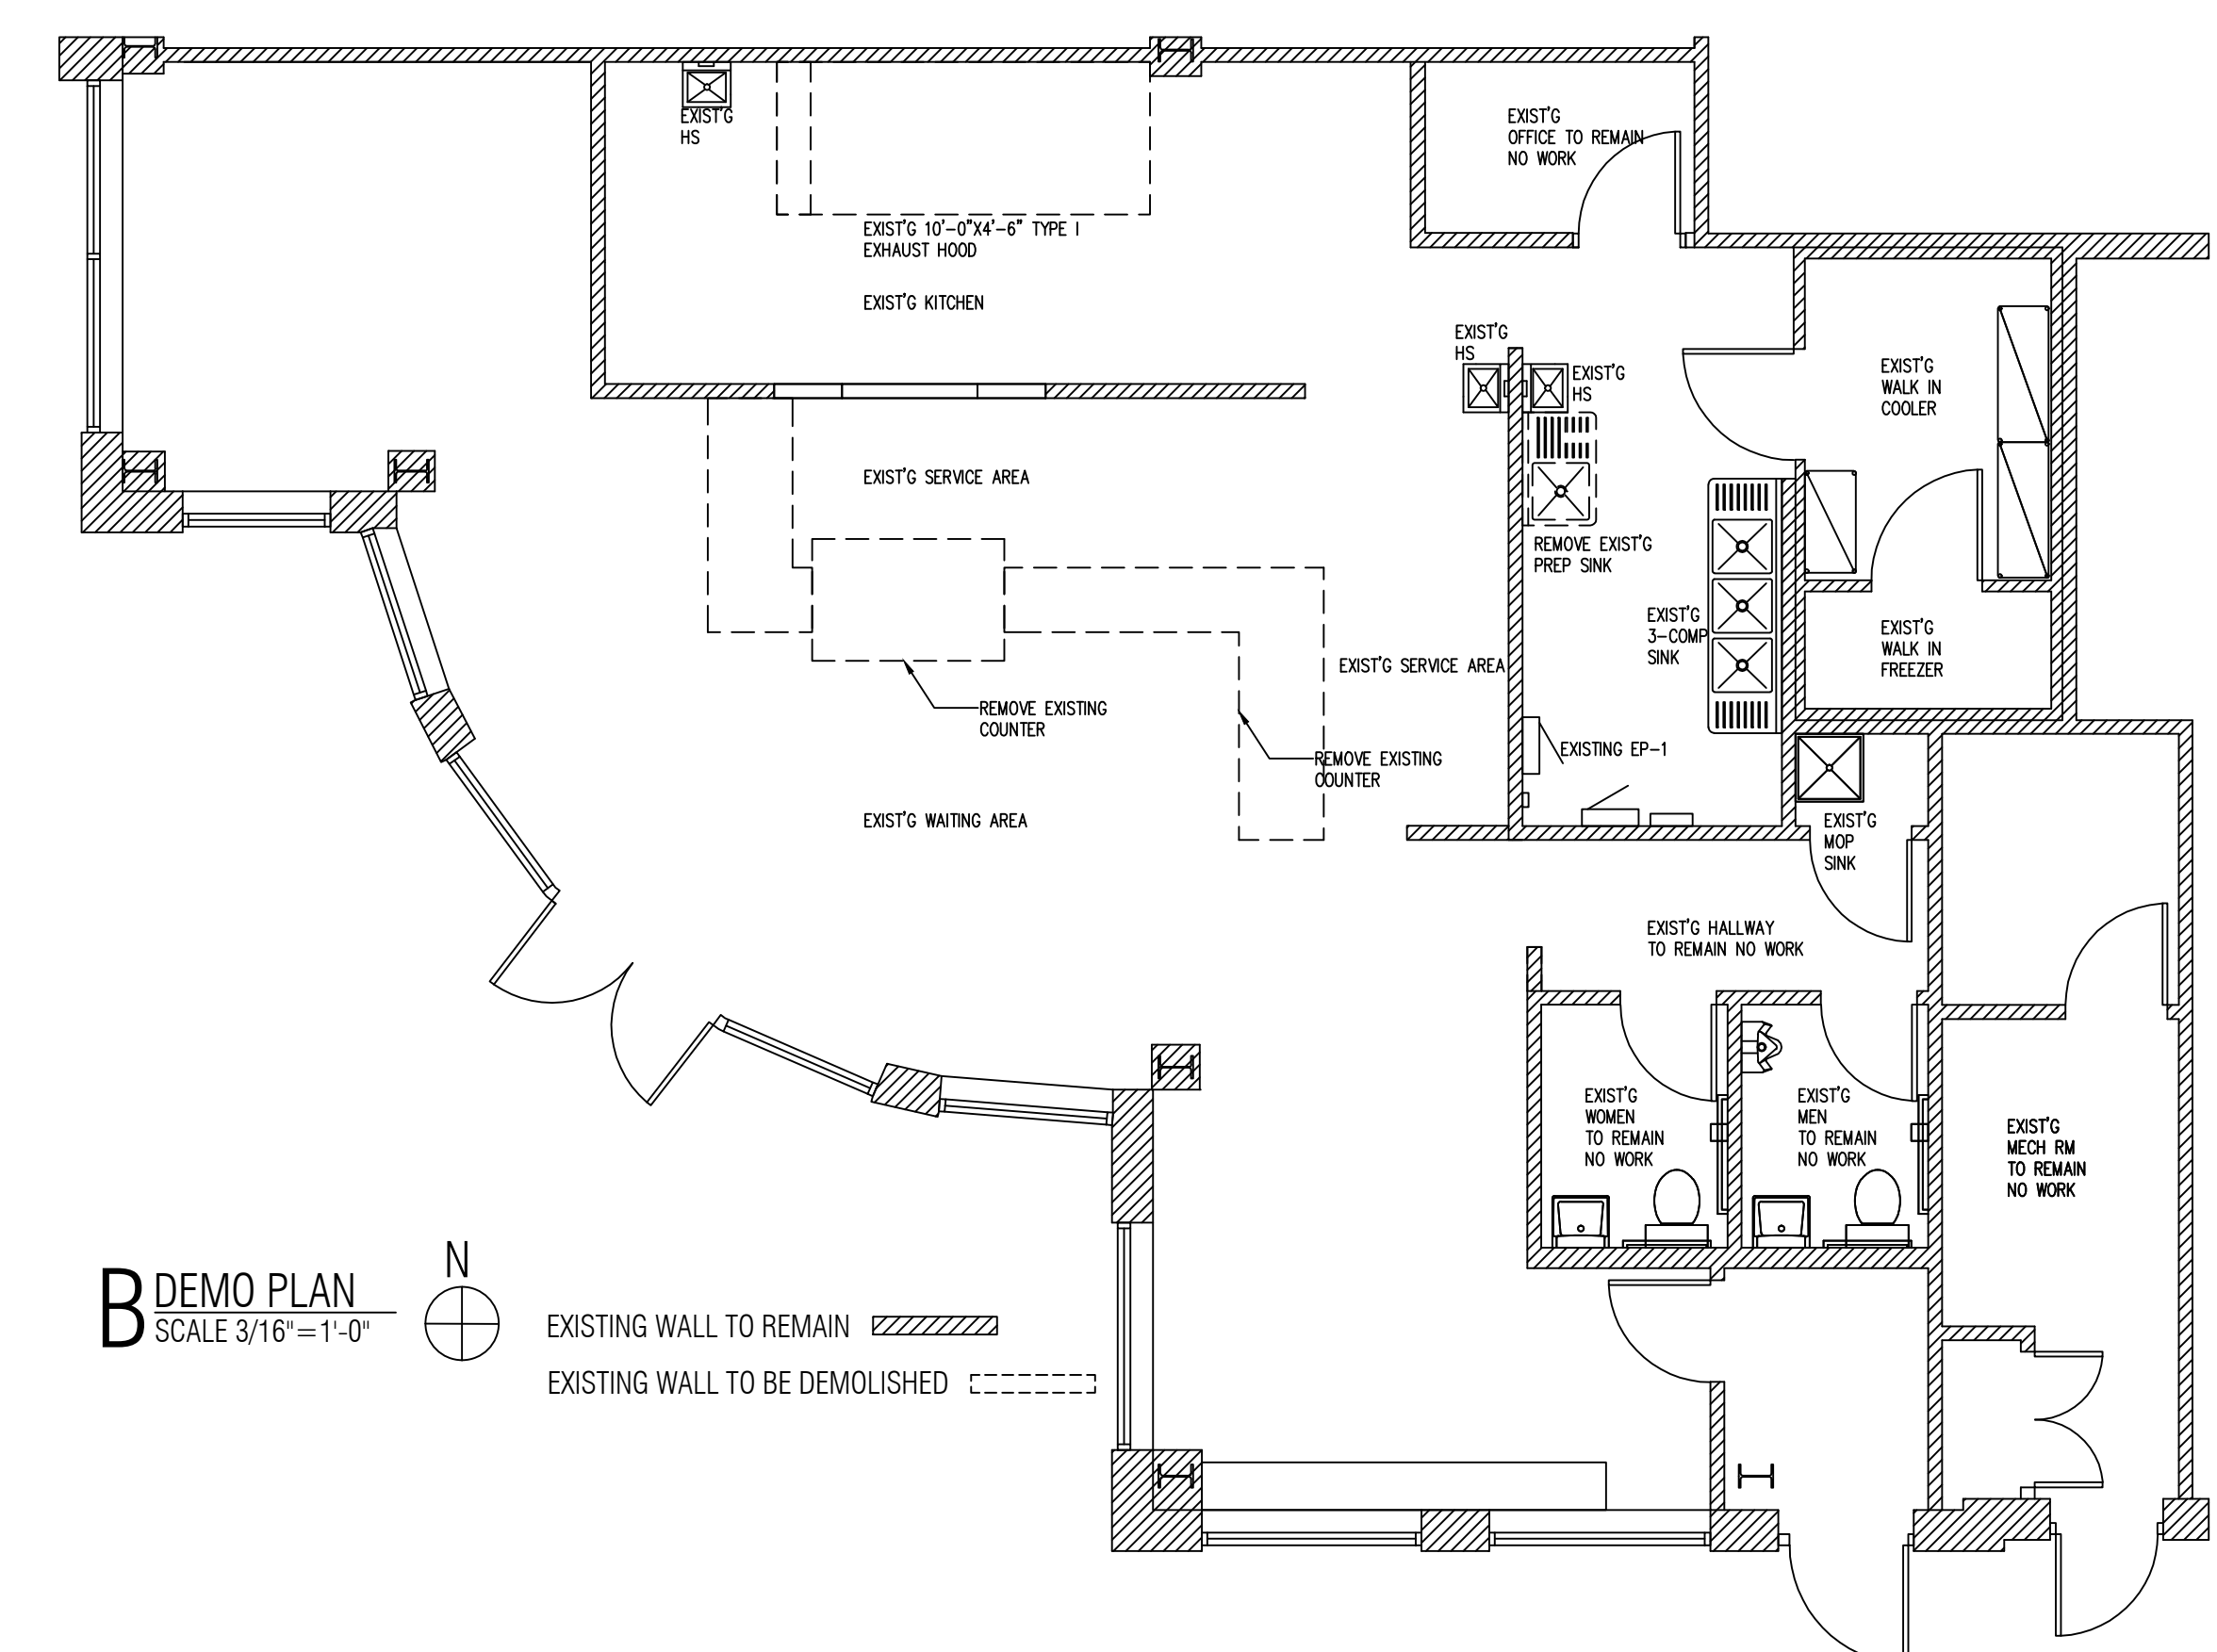 EXIST'G
HS
EXIST'G
OFFICE TO REMAIN
NO WORK
EXIST'G 10'-0"X4'-6" TYPE I
EXHAUST HOOD
EXIST'G KITCHEN
EXIST'G
HS
EXIST'G
HS
EXIST'G
WALK IN
COOLER
EXIST'G SERVICE AREA
REMOVE EXIST'G
PREP SINK
EXIST'G
3-COMP
SINK
EXIST'G
WALK IN
FREEZER
EXIST'G SERVICE AREA
REMOVE EXISTING
COUNTER
REMOVE EXISTING
COUNTER
EXISTING EP-1
EXIST'G WAITING AREA
EXIST'G
MOP
SINK
EXIST'G HALLWAY
TO REMAIN NO WORK
EXIST'G
WOMEN
TO REMAIN
NO WORK
EXIST'G
MEN
TO REMAIN
NO WORK
EXIST'G
MECH RM
TO REMAIN
NO WORK
B
DEMO PLAN
SCALE 3/16"=1'-0"
N
EXISTING WALL TO REMAIN
EXISTING WALL TO BE DEMOLISHED